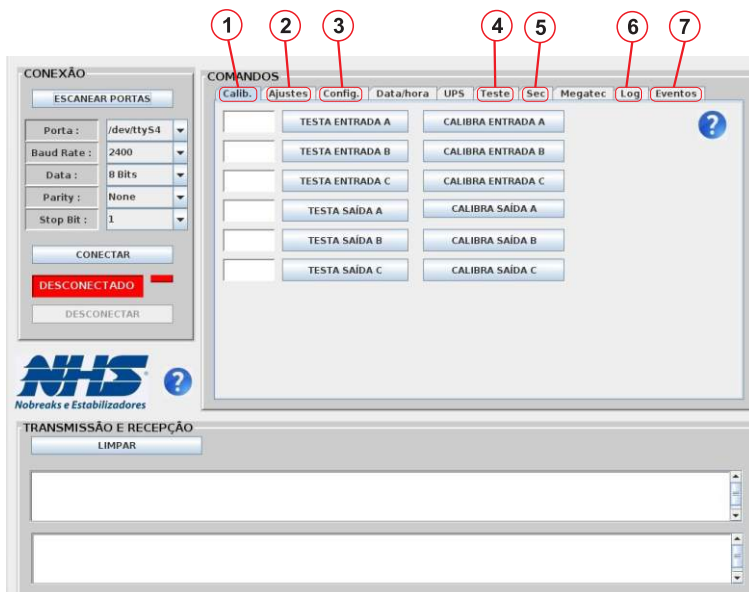 1 2 3 4 5 6 7
CONEXÃO
ESCANEAR PORTAS
Porta : /dev/ttyS4
Baud Rate : 2400
Data : 8 Bits
Parity : None
Stop Bit : 1
CONECTAR
DESCONECTADO
DESCONECTAR
NHS
Nobreaks e Estabilizadores
?
COMANDOS
Calib. Ajustes Config. Data/hora UPS Teste Sec Megatec Log Eventos
TESTA ENTRADA A CALIBRA ENTRADA A
?
TESTA ENTRADA B CALIBRA ENTRADA B
TESTA ENTRADA C CALIBRA ENTRADA C
TESTA SAÍDA A CALIBRA SAÍDA A
TESTA SAÍDA B CALIBRA SAÍDA B
TESTA SAÍDA C CALIBRA SAÍDA C
TRANSMISSÃO E RECEPÇÃO
LIMPAR